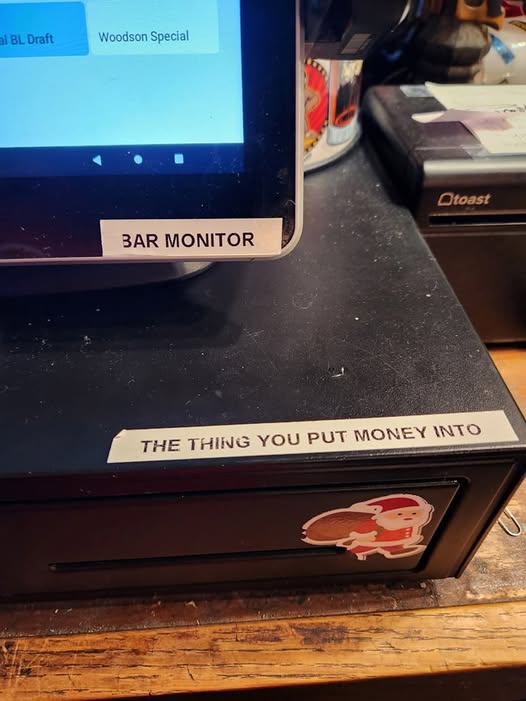 al BL Draft
Woodson Special
toast
BAR MONITOR
THE THING YOU PUT MONEY INTO